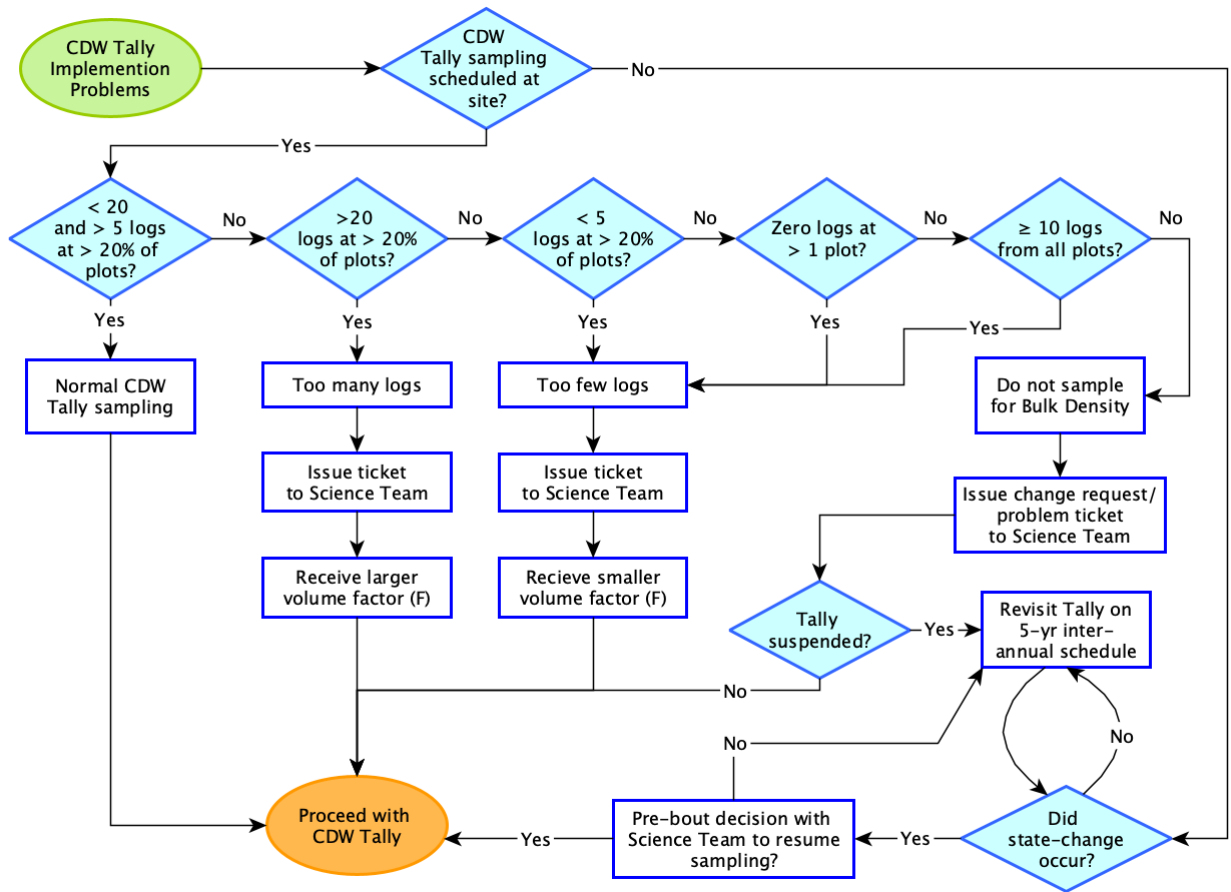 CDW Tally
Implemention
Problems
CDW
Tally sampling
scheduled at
site?
No
Yes
< 20
and > 5 logs
at > 20% of
plots?
No
>20
logs at > 20%
of plots?
No
< 5
logs at > 20%
of plots?
No
Zero logs at
> 1 plot?
No
≥ 10 logs
from all plots?
No
Yes
Yes
Yes
Yes
Yes
Normal CDW
Tally sampling
Too many logs
Too few logs
Do not sample
for Bulk Density
Issue ticket
to Science Team
Issue ticket
to Science Team
Issue change request/
problem ticket
to Science Team
Receive larger
volume factor (F)
Recieve smaller
volume factor (F)
Tally
suspended?
Yes
Revisit Tally on
5-yr inter-
annual schedule
No
No
No
Proceed with
CDW Tally
Yes
Pre-bout decision with
Science Team to resume
sampling?
Yes
Did
state-change
occur?